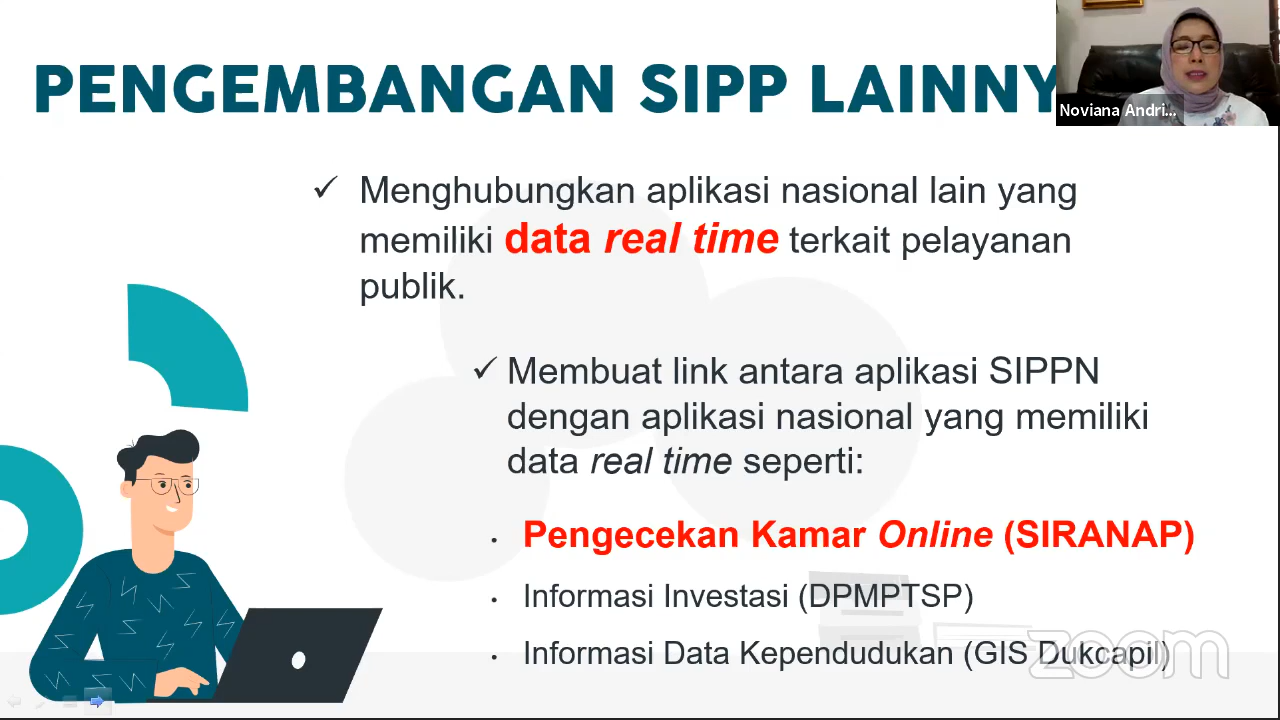 PENGEMBANGAN SIPP LAINNY
Noviana Andri...
✓ Menghubungkan aplikasi nasional lain yang
memiliki data real time terkait pelayanan
publik.
✓ Membuat link antara aplikasi SIPPN
dengan aplikasi nasional yang memiliki
data real time seperti:
• Pengecekan Kamar Online (SIRANAP)
• Informasi Investasi (DPMPTSP)
• Informasi Data Kependudukan (GIS Dukcapil)
zoom